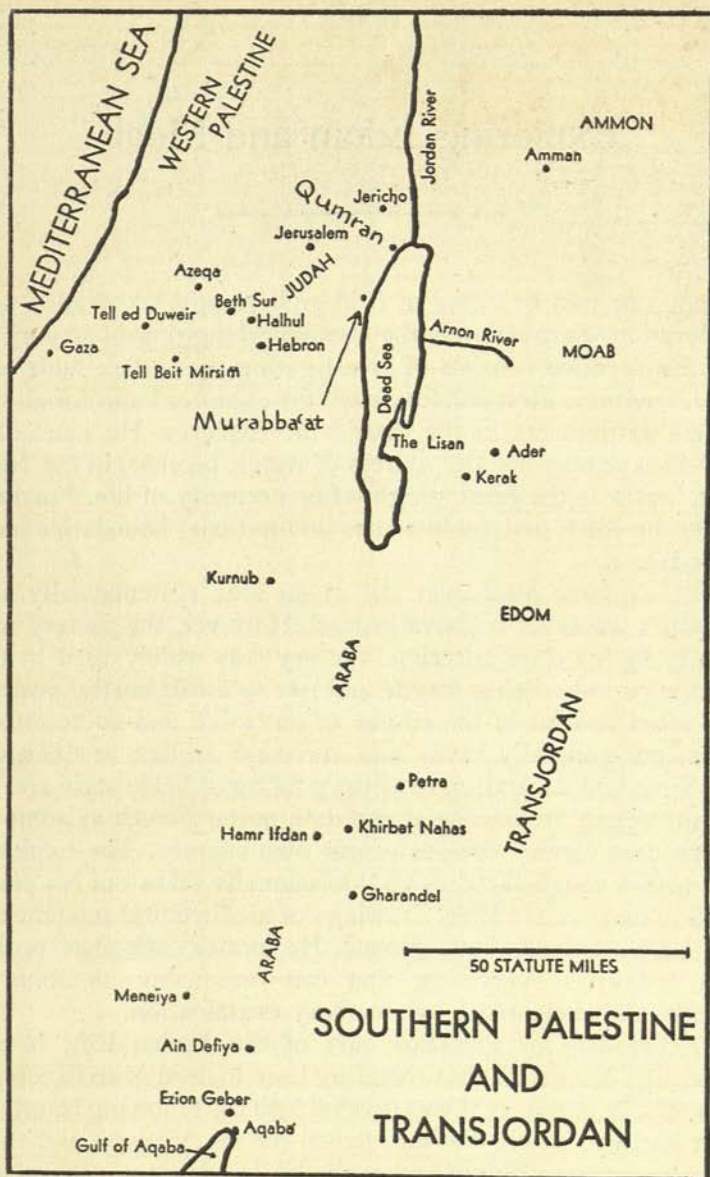 MEDITERRANEAN SEA
WESTERN
PALESTINE
Jordan River
AMMON
Amman
Jericho
Qumran
Jerusalem
JUDAH
Azeqa
Beth Sur
Halhul
Tell ed Duweir
Hebron
Gaza
Tell Beit Mirsim
Arnon River
MOAB
Dead Sea
Murabbaʿat
The Lisan
Ader
Kerak
Kurnub
EDOM
ARABA
TRANSJORDAN
Petra
Hamr Ifdan
Khirbet Nahas
Gharandel
ARABA
50 STATUTE MILES
Meneïya
SOUTHERN PALESTINE
AND
TRANSJORDAN
Ain Defiya
Ezion Geber
Aqaba
Gulf of Aqaba